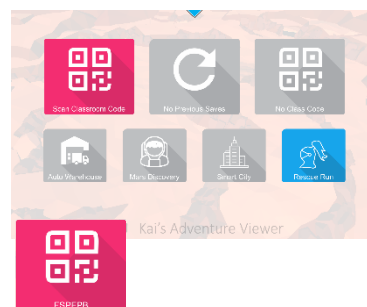 Scan Classroom Code
No Previous Saves
No Class Code
Auto Warehouse
Mars Discovery
Smart City
Rescue Run
Kai's Adventure Viewer
ESPEPB